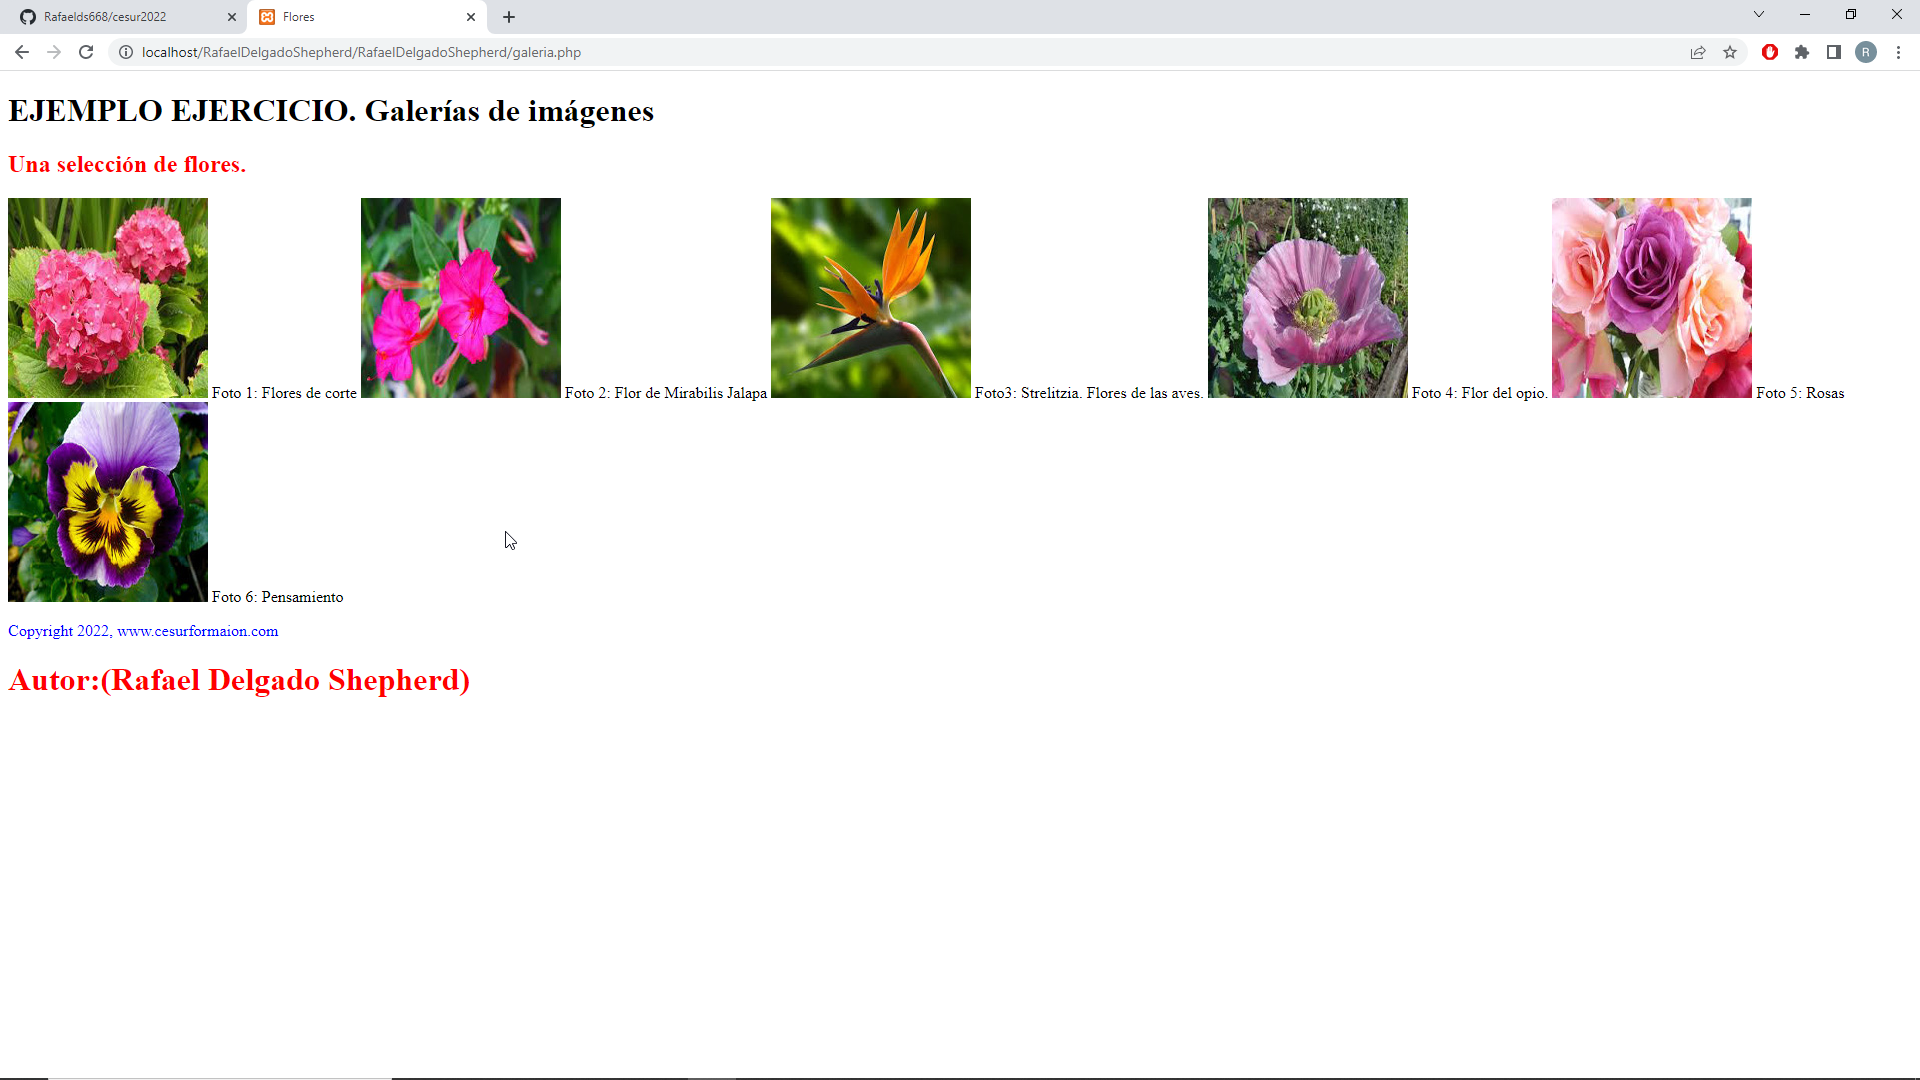 Rafaelds668/cesur2022
Flores
localhost/RafaelDelgadoShepherd/RafaelDelgadoShepherd/galeria.php
R
EJEMPLO EJERCICIO. Galerías de imágenes
Una selección de flores.
Foto 1: Flores de corte Foto 2: Flor de Mirabilis Jalapa Foto3: Strelitzia. Flores de las aves. Foto 4: Flor del opio. Foto 5: Rosas
Foto 6: Pensamiento
Copyright 2022, www.cesurformaion.com
Autor:(Rafael Delgado Shepherd)